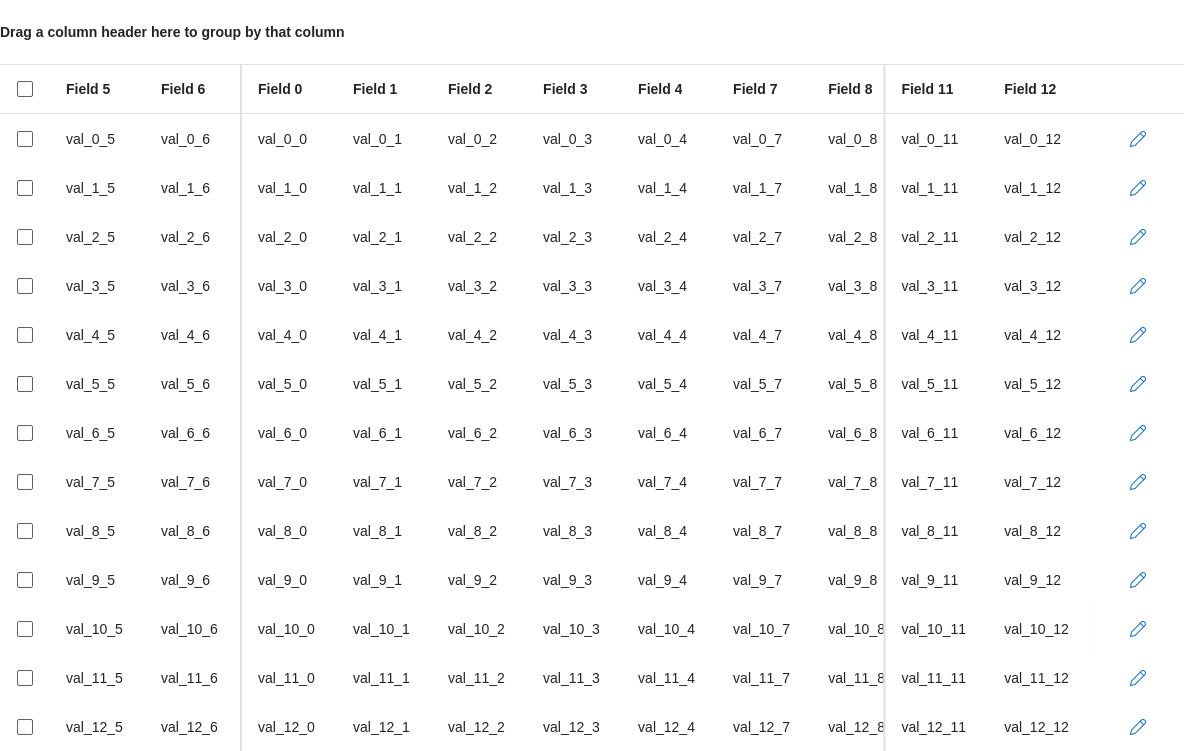 Drag a column header here to group by that column
Field 5 Field 6 Field 0 Field 1 Field 2 Field 3 Field 4 Field 7 Field 8 Field 11 Field 12
val_0_5 val_0_6 val_0_0 val_0_1 val_0_2 val_0_3 val_0_4 val_0_7 val_0_8 val_0_11 val_0_12
val_1_5 val_1_6 val_1_0 val_1_1 val_1_2 val_1_3 val_1_4 val_1_7 val_1_8 val_1_11 val_1_12
val_2_5 val_2_6 val_2_0 val_2_1 val_2_2 val_2_3 val_2_4 val_2_7 val_2_8 val_2_11 val_2_12
val_3_5 val_3_6 val_3_0 val_3_1 val_3_2 val_3_3 val_3_4 val_3_7 val_3_8 val_3_11 val_3_12
val_4_5 val_4_6 val_4_0 val_4_1 val_4_2 val_4_3 val_4_4 val_4_7 val_4_8 val_4_11 val_4_12
val_5_5 val_5_6 val_5_0 val_5_1 val_5_2 val_5_3 val_5_4 val_5_7 val_5_8 val_5_11 val_5_12
val_6_5 val_6_6 val_6_0 val_6_1 val_6_2 val_6_3 val_6_4 val_6_7 val_6_8 val_6_11 val_6_12
val_7_5 val_7_6 val_7_0 val_7_1 val_7_2 val_7_3 val_7_4 val_7_7 val_7_8 val_7_11 val_7_12
val_8_5 val_8_6 val_8_0 val_8_1 val_8_2 val_8_3 val_8_4 val_8_7 val_8_8 val_8_11 val_8_12
val_9_5 val_9_6 val_9_0 val_9_1 val_9_2 val_9_3 val_9_4 val_9_7 val_9_8 val_9_11 val_9_12
val_10_5 val_10_6 val_10_0 val_10_1 val_10_2 val_10_3 val_10_4 val_10_7 val_10_8 val_10_11 val_10_12
val_11_5 val_11_6 val_11_0 val_11_1 val_11_2 val_11_3 val_11_4 val_11_7 val_11_8 val_11_11 val_11_12
val_12_5 val_12_6 val_12_0 val_12_1 val_12_2 val_12_3 val_12_4 val_12_7 val_12_8 val_12_11 val_12_12